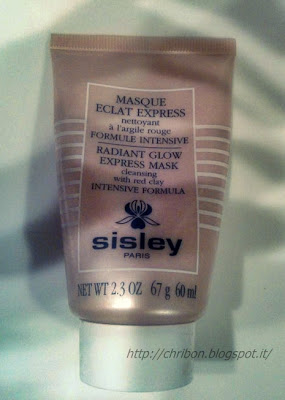 MASQUE
ECLAT EXPRESS
nettoyant
à l'argile rouge
FORMULE INTENSIVE
RADIANT GLOW
EXPRESS MASK
cleansing
with red clay
INTENSIVE FORMULA
sisley
PARIS
NET WT 2.3 OZ 67 g 60 ml
http://chribon.blogspot.it/